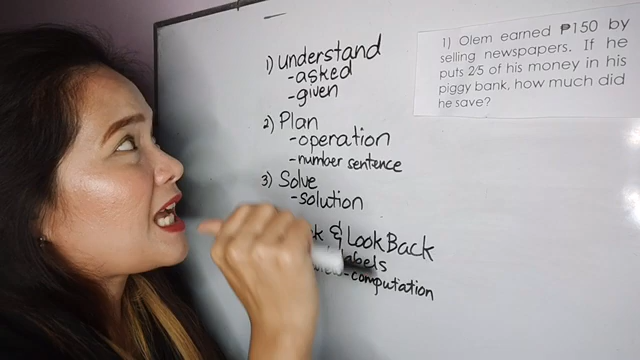 1) Understand
-asked
-given
2) Plan
-operation
-number sentence
3) Solve
-solution
& Look Back
labels
-computation
1) Olem earned ₱150 by
selling newspapers. If he
puts 2/5 of his money in his
piggy bank, how much did
he save?